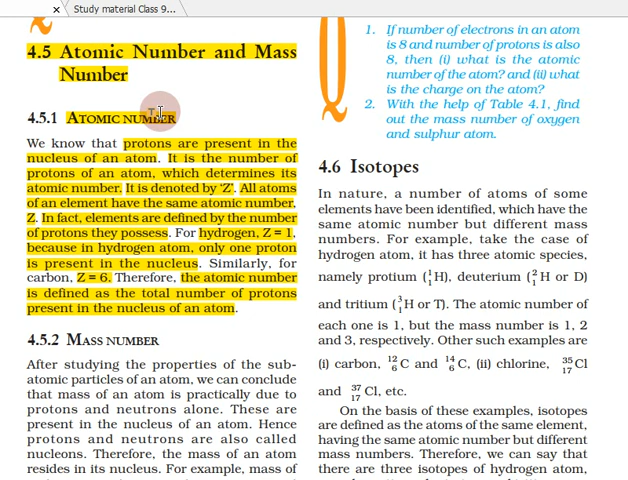 × Study material Class 9...
4.5 Atomic Number and Mass
Number
4.5.1 ATOMIC NUMBER
We know that protons are present in the
nucleus of an atom. It is the number of
protons of an atom, which determines its
atomic number. It is denoted by 'Z'. All atoms
of an element have the same atomic number,
Z. In fact, elements are defined by the number
of protons they possess. For hydrogen, Z = 1,
because in hydrogen atom, only one proton
is present in the nucleus. Similarly, for
carbon, Z = 6. Therefore, the atomic number
is defined as the total number of protons
present in the nucleus of an atom.
4.5.2 MASS NUMBER
After studying the properties of the sub-
atomic particles of an atom, we can conclude
that mass of an atom is practically due to
protons and neutrons alone. These are
present in the nucleus of an atom. Hence
protons and neutrons are also called
nucleons. Therefore, the mass of an atom
resides in its nucleus. For example, mass of
Q
1. If number of electrons in an atom
is 8 and number of protons is also
8, then (i) what is the atomic
number of the atom? and (ii) what
is the charge on the atom?
2. With the help of Table 4.1, find
out the mass number of oxygen
and sulphur atom.
4.6 Isotopes
In nature, a number of atoms of some
elements have been identified, which have the
same atomic number but different mass
numbers. For example, take the case of
hydrogen atom, it has three atomic species,
namely protium (¹₁H), deuterium (²₁H or D)
and tritium (³₁H or T). The atomic number of
each one is 1, but the mass number is 1, 2
and 3, respectively. Other such examples are
(i) carbon, ¹²₆C and ¹⁴₆C, (ii) chlorine, ³⁵₁₇Cl
and ³⁷₁₇Cl, etc.
On the basis of these examples, isotopes
are defined as the atoms of the same element,
having the same atomic number but different
mass numbers. Therefore, we can say that
there are three isotopes of hydrogen atom,